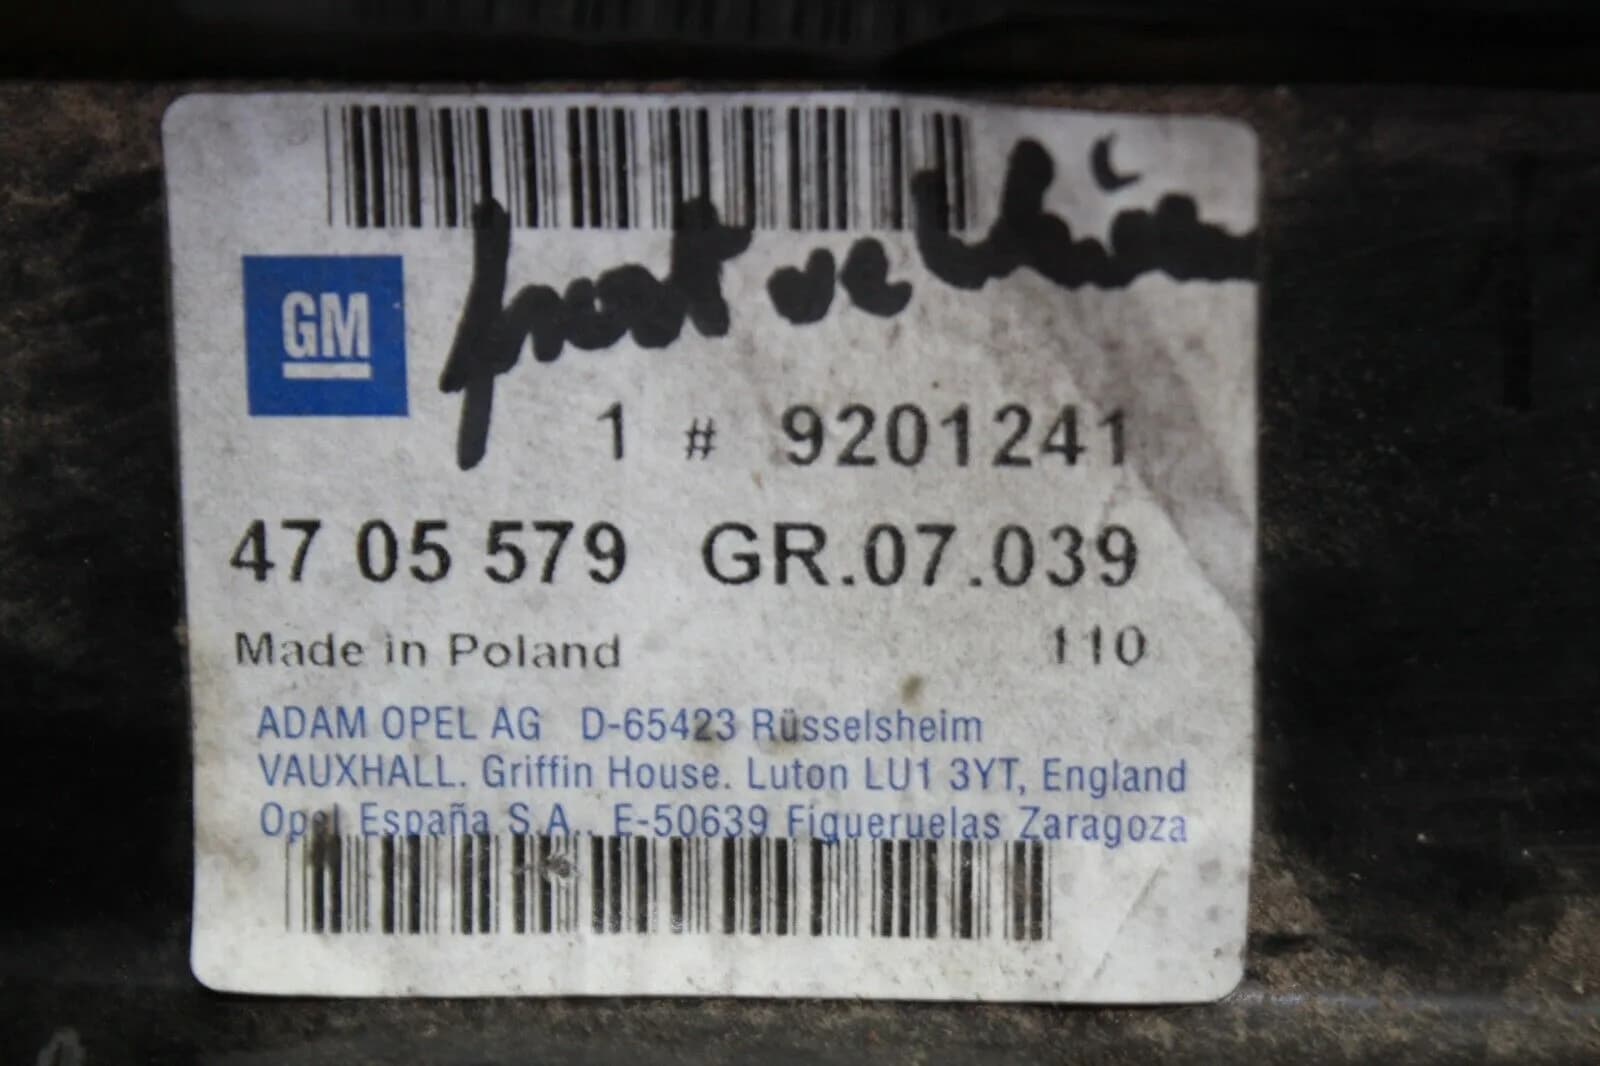 GM
1 # 9201241
47 05 579 GR.07.039
Made in Poland 110
ADAM OPEL AG D-65423 Rüsselsheim
VAUXHALL. Griffin House. Luton LU1 3YT, England
Opel España S.A., E-50639 Figueruelas Zaragoza